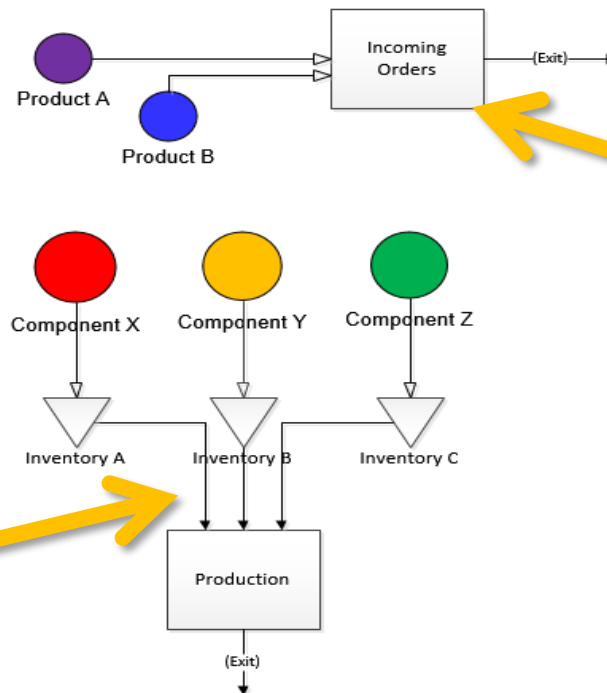 Incoming
Orders
(Exit)
Product A
Product B
Component X
Component Y
Component Z
Inventory A
Inventory B
Inventory C
Production
(Exit)